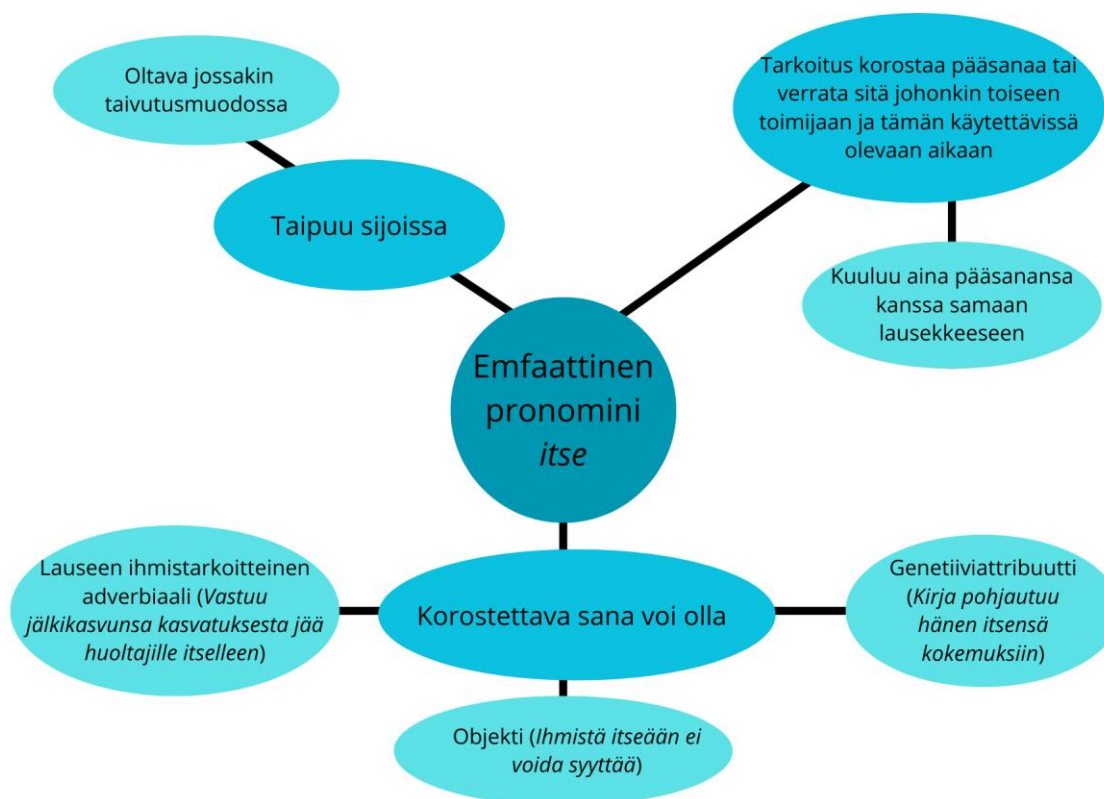 Oltava jossakin
taivutusmuodossa
Taipuu sijoissa
Tarkoitus korostaa pääsanaa tai
verrata sitä johonkin toiseen
toimijaan ja tämän käytettävissä
olevaan aikaan
Kuuluu aina pääsanansa
kanssa samaan
lausekkeeseen
Emfaattinen
pronomini
itse
Korostettava sana voi olla
Lauseen ihmistarkoitteinen
adverbiaali (Vastuu
jälkikasvunsa kasvatuksesta jää
huoltajille itselleen)
Objekti (Ihmistä itseään ei
voida syyttää)
Genetiiviattribuutti
(Kirja pohjautuu
hänen itsensä
kokemuksiin)